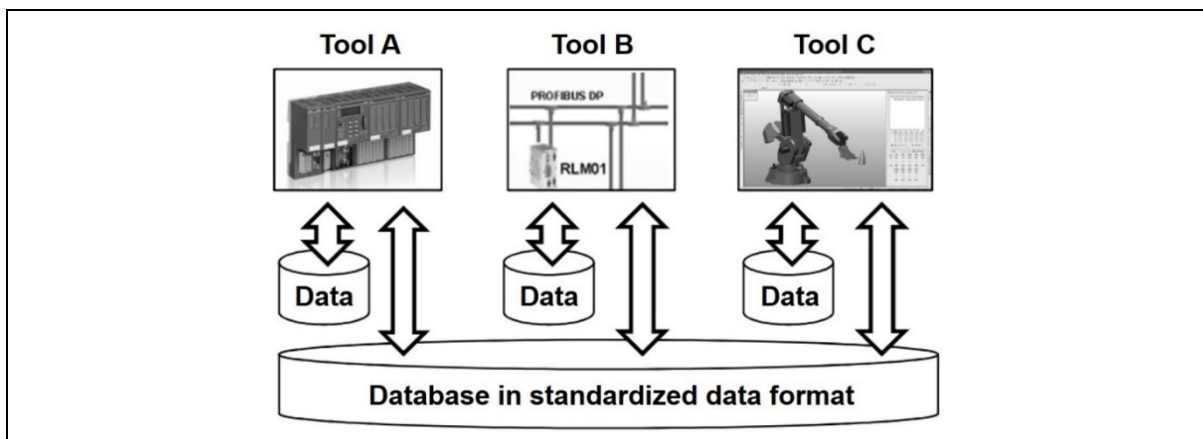 Tool A
Tool B
Tool C
PROFIBUS DP
RLM01
Data
Data
Data
Database in standardized data format